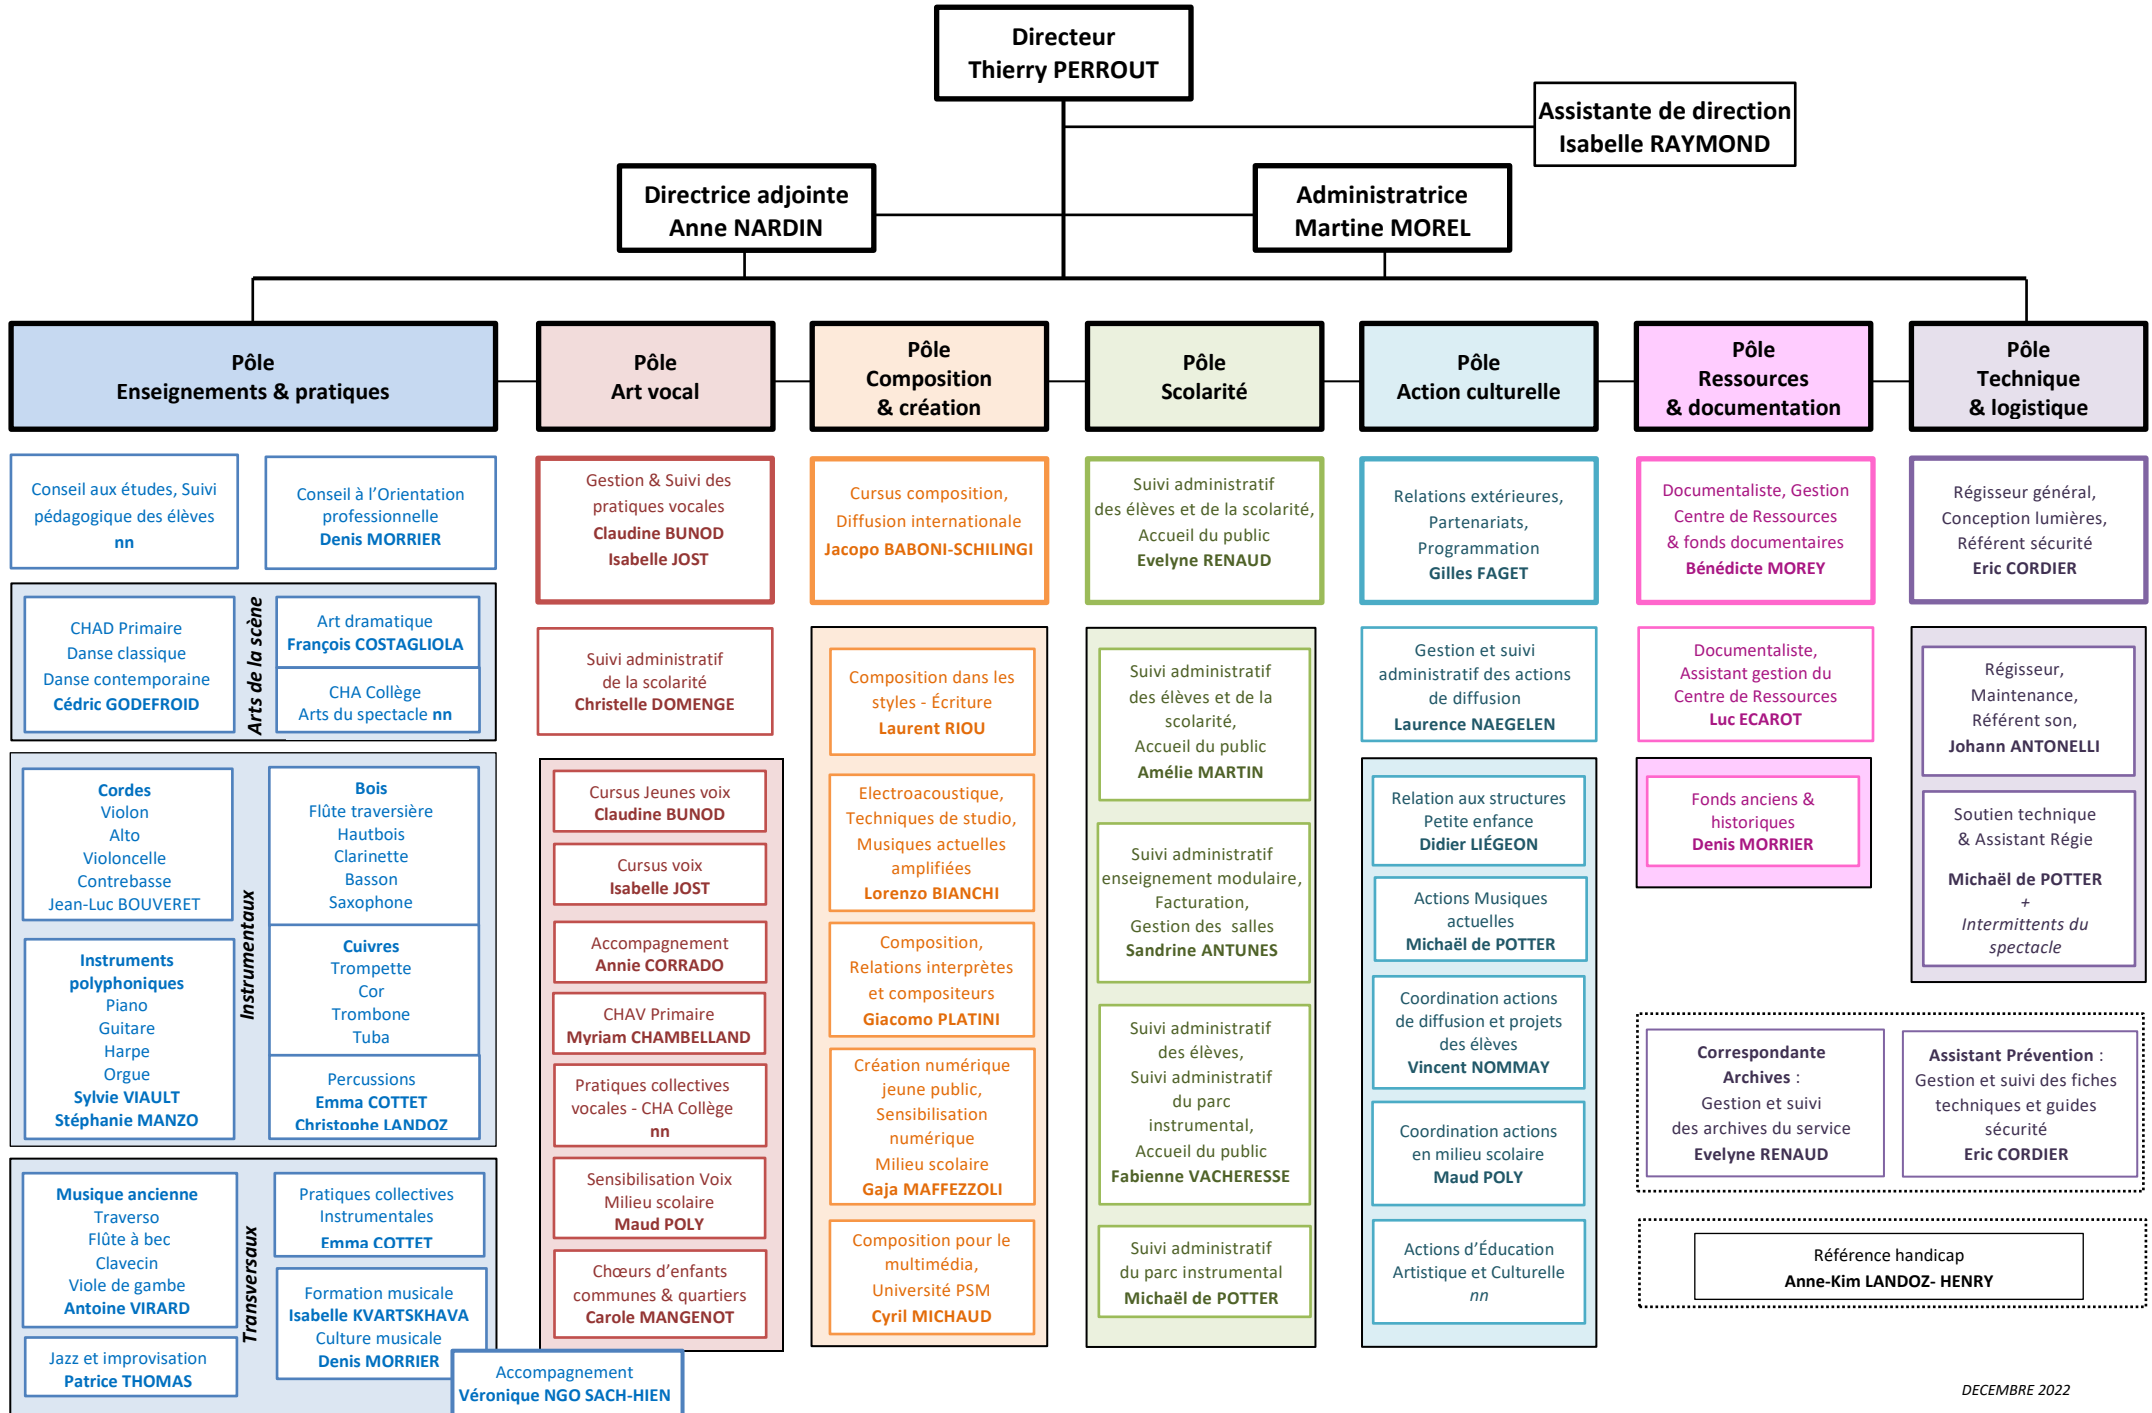 Directeur
Thierry PERROUT
Assistante de direction
Isabelle RAYMOND
Directrice adjointe
Anne NARDIN
Administratrice
Martine MOREL
Pôle
Enseignements & pratiques
Pôle
Art vocal
Pôle
Composition
& création
Pôle
Scolarité
Pôle
Action culturelle
Pôle
Ressources
& documentation
Pôle
Technique
& logistique
Conseil aux études, Suivi
pédagogique des élèves
nn
Conseil à l'Orientation
professionnelle
Denis MORRIER
Arts de la scène
CHAD Primaire
Danse classique
Danse contemporaine
Cédric GODEFROID
Art dramatique
François COSTAGLIOLA
CHA Collège
Arts du spectacle nn
Instrumentaux
Cordes
Violon
Alto
Violoncelle
Contrebasse
Jean-Luc BOUVERET
Bois
Flûte traversière
Hautbois
Clarinette
Basson
Saxophone
Instruments
polyphoniques
Piano
Guitare
Harpe
Orgue
Sylvie VIAULT
Stéphanie MANZO
Cuivres
Trompette
Cor
Trombone
Tuba
Percussions
Emma COTTET
Christophe LANDOZ
Transversaux
Musique ancienne
Traverso
Flûte à bec
Clavecin
Viole de gambe
Antoine VIRARD
Jazz et improvisation
Patrice THOMAS
Pratiques collectives
Instrumentales
Emma COTTET
Formation musicale
Isabelle KVARTSKHAVA
Culture musicale
Denis MORRIER
Accompagnement
Véronique NGO SACH-HIEN
Gestion & Suivi des
pratiques vocales
Claudine BUNOD
Isabelle JOST
Suivi administratif
de la scolarité
Christelle DOMENGE
Cursus Jeunes voix
Claudine BUNOD
Cursus voix
Isabelle JOST
Accompagnement
Annie CORRADO
CHAV Primaire
Myriam CHAMBELLAND
Pratiques collectives
vocales - CHA Collège
nn
Sensibilisation Voix
Milieu scolaire
Maud POLY
Chœurs d'enfants
communes & quartiers
Carole MANGENOT
Cursus composition,
Diffusion internationale
Jacopo BABONI-SCHILINGI
Composition dans les
styles - Écriture
Laurent RIOU
Electroacoustique,
Techniques de studio,
Musiques actuelles
amplifiées
Lorenzo BIANCHI
Composition,
Relations interprètes
et compositeurs
Giacomo PLATINI
Création numérique
jeune public,
Sensibilisation
numérique
Milieu scolaire
Gaja MAFFEZZOLI
Composition pour le
multimédia,
Université PSM
Cyril MICHAUD
Suivi administratif
des élèves et de la scolarité,
Accueil du public
Evelyne RENAUD
Suivi administratif
des élèves et de la
scolarité,
Accueil du public
Amélie MARTIN
Suivi administratif
enseignement modulaire,
Facturation,
Gestion des salles
Sandrine ANTUNES
Suivi administratif
des élèves,
Suivi administratif
du parc
instrumental,
Accueil du public
Fabienne VACHERESSE
Suivi administratif
du parc instrumental
Michaël de POTTER
Relations extérieures,
Partenariats,
Programmation
Gilles FAGET
Gestion et suivi
administratif des actions
de diffusion
Laurence NAEGELEN
Relation aux structures
Petite enfance
Didier LIÉGEON
Actions Musiques
actuelles
Michaël de POTTER
Coordination actions
de diffusion et projets
des élèves
Vincent NOMMAY
Coordination actions
en milieu scolaire
Maud POLY
Actions d'Éducation
Artistique et Culturelle
nn
Documentaliste, Gestion
Centre de Ressources
& fonds documentaires
Bénédicte MOREY
Documentaliste,
Assistant gestion du
Centre de Ressources
Luc ECAROT
Fonds anciens &
historiques
Denis MORRIER
Régisseur général,
Conception lumières,
Référent sécurité
Eric CORDIER
Régisseur,
Maintenance,
Référent son,
Johann ANTONELLI
Soutien technique
& Assistant Régie
Michaël de POTTER
+
Intermittents du
spectacle
Correspondante
Archives :
Gestion et suivi
des archives du service
Evelyne RENAUD
Assistant Prévention :
Gestion et suivi des fiches
techniques et guides
sécurité
Eric CORDIER
Référence handicap
Anne-Kim LANDOZ- HENRY
DECEMBRE 2022